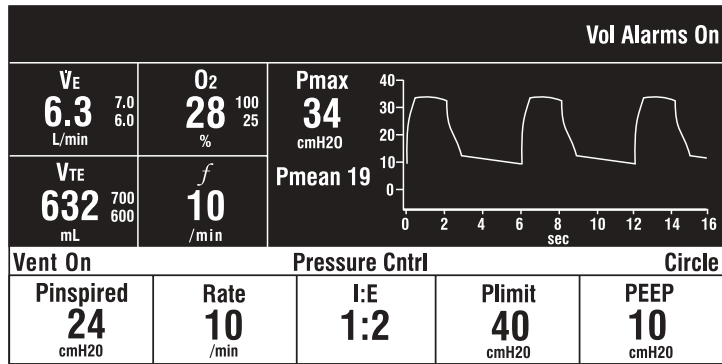 Vol Alarms On
V̇E
6.3
7.0
6.0
L/min
O2
28
100
25
%
Pmax
34
cmH20
Pmean 19
VTE
632
700
600
mL
f
10
/min
40
30
20
10
0
0 2 4 6 8 10 12 14 16
sec
Vent On Pressure Cntrl Circle
Pinspired Rate I:E Plimit PEEP
24 10 1:2 40 10
cmH20 /min cmH20 cmH20